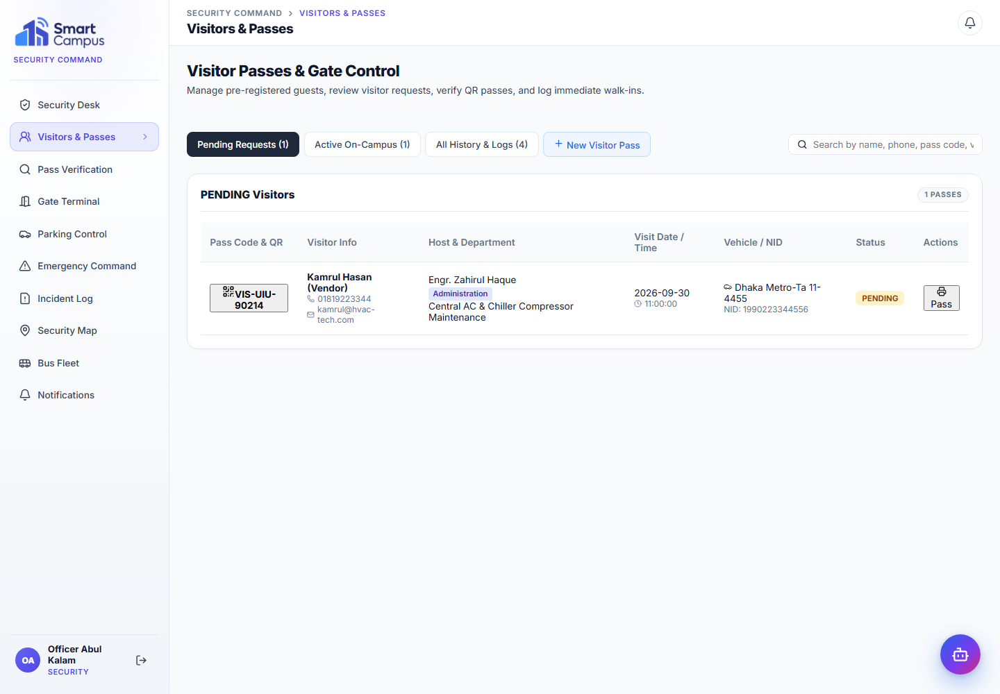 Smart
Campus
SECURITY COMMAND
Security Desk
Visitors & Passes
Pass Verification
Gate Terminal
Parking Control
Emergency Command
Incident Log
Security Map
Bus Fleet
Notifications
OA
Officer Abul
Kalam
SECURITY
SECURITY COMMAND > VISITORS & PASSES
Visitors & Passes
Visitor Passes & Gate Control
Manage pre-registered guests, review visitor requests, verify QR passes, and log immediate walk-ins.
Pending Requests (1)
Active On-Campus (1)
All History & Logs (4)
+ New Visitor Pass
Search by name, phone, pass code, v
PENDING Visitors
1 PASSES
Pass Code & QR
Visitor Info
Host & Department
Visit Date /
Time
Vehicle / NID
Status
Actions
VIS-UIU-
90214
Kamrul Hasan
(Vendor)
01819223344
kamrul@hvac-
tech.com
Engr. Zahirul Haque
Administration
Central AC & Chiller Compressor
Maintenance
2026-09-30
11:00:00
Dhaka Metro-Ta 11-
4455
NID: 1990223344556
PENDING
Pass